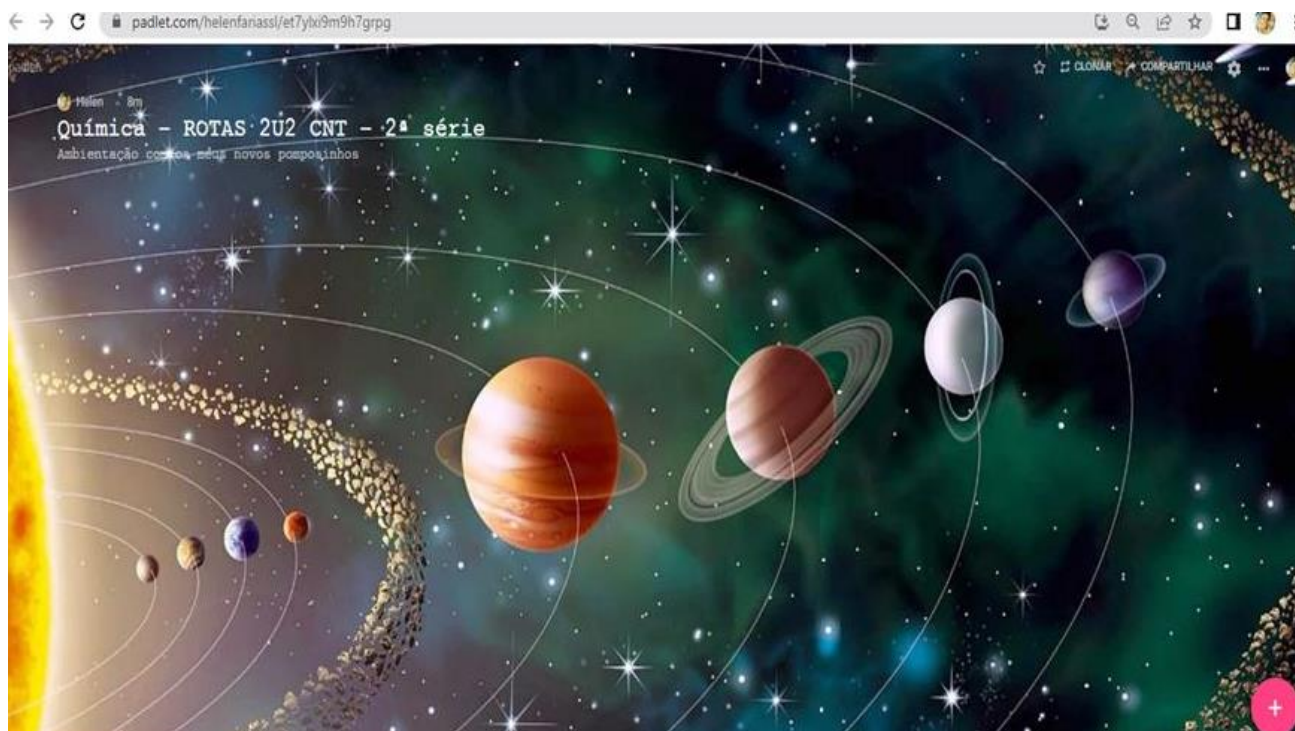 padlet.com/helenfariassl/et7ylxi9m9h7grpg
CLONAR COMPARTILHAR
Helen 8m
Química - ROTAS 2U2 CNT - 2ª série
Ambientação com os meus novos pomposinhos